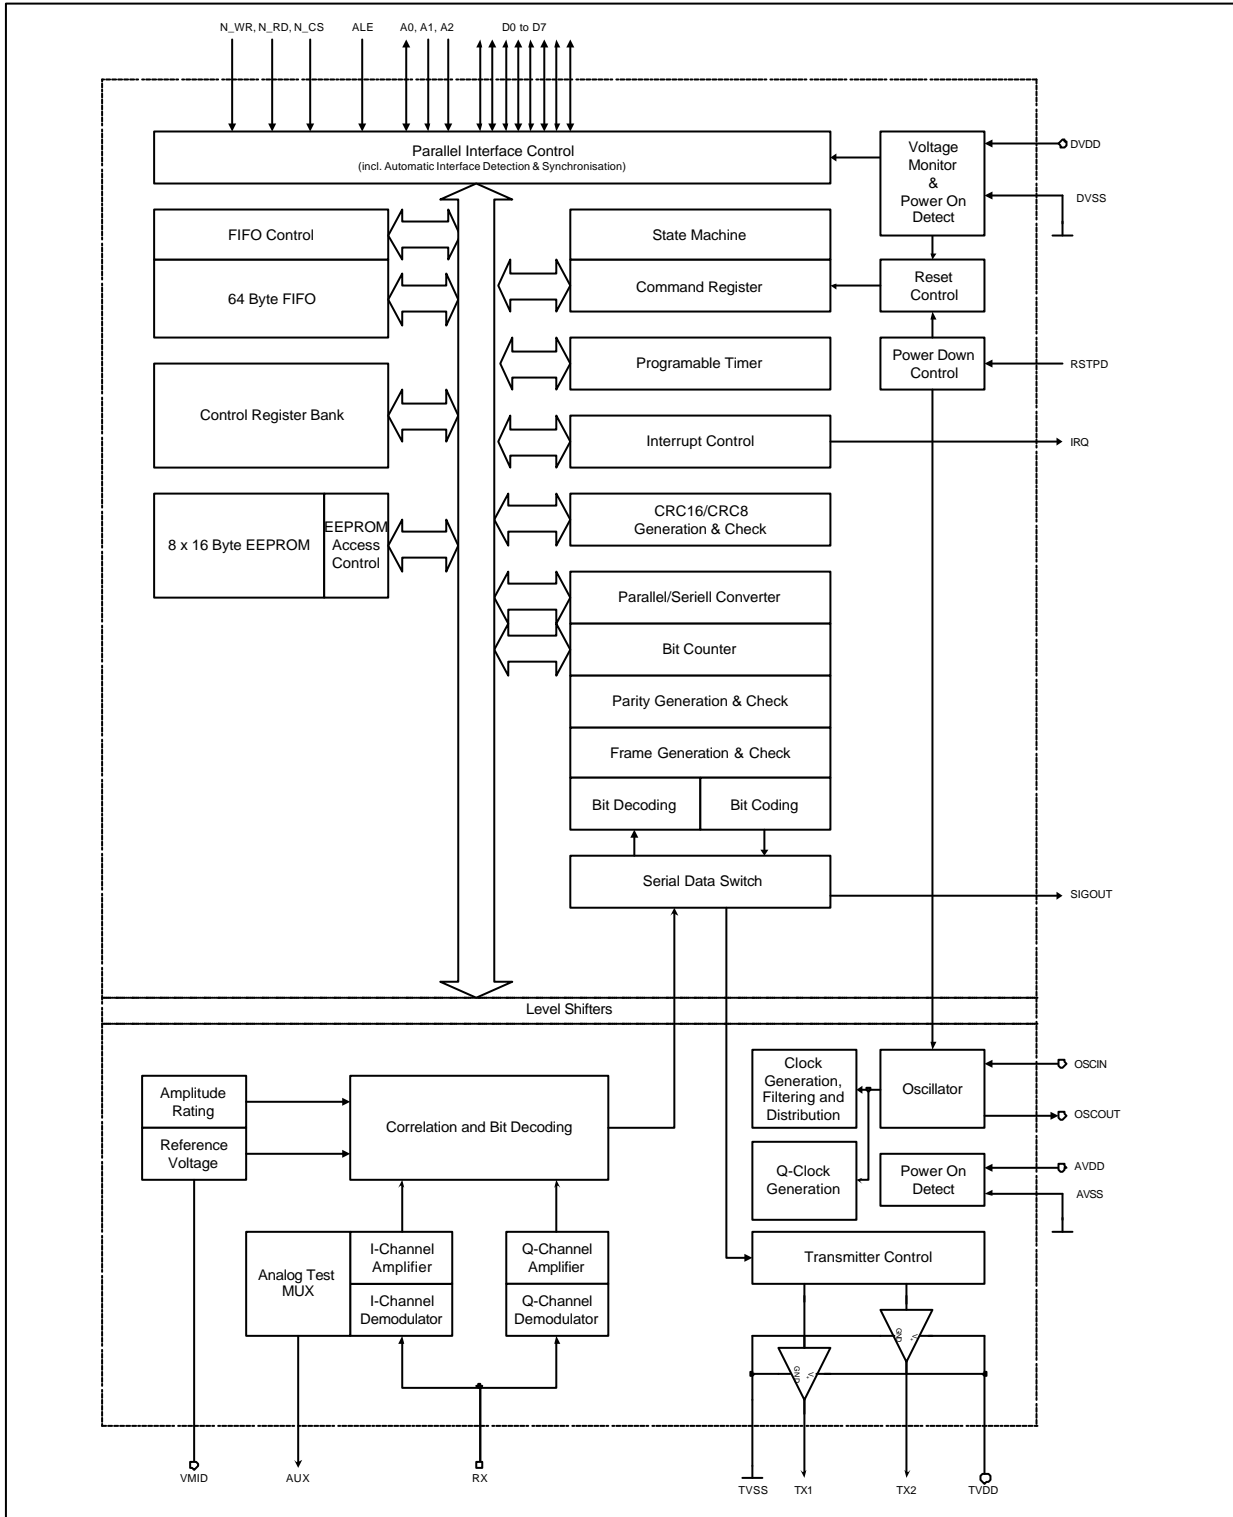 N_WR, N_RD, N_CS
ALE
A0, A1, A2
D0 to D7
Parallel Interface Control
(incl. Automatic Interface Detection & Synchronisation)
Voltage
Monitor
&
Power On
Detect
DVDD
DVSS
FIFO Control
State Machine
64 Byte FIFO
Command Register
Reset
Control
Programable Timer
Power Down
Control
RSTPD
Control Register Bank
Interrupt Control
IRQ
8 x 16 Byte EEPROM
EEPROM
Access
Control
CRC16/CRC8
Generation & Check
Parallel/Seriell Converter
Bit Counter
Parity Generation & Check
Frame Generation & Check
Bit Decoding
Bit Coding
Serial Data Switch
SIGOUT
Level Shifters
Amplitude
Rating
Reference
Voltage
Correlation and Bit Decoding
Clock
Generation,
Filtering and
Distribution
Oscillator
OSCIN
OSCOUT
Q-Clock
Generation
Power On
Detect
AVDD
AVSS
Analog Test
MUX
I-Channel
Amplifier
I-Channel
Demodulator
Q-Channel
Amplifier
Q-Channel
Demodulator
Transmitter Control
GND
V+
GND
V+
VMID
AUX
RX
TVSS
TX1
TX2
TVDD